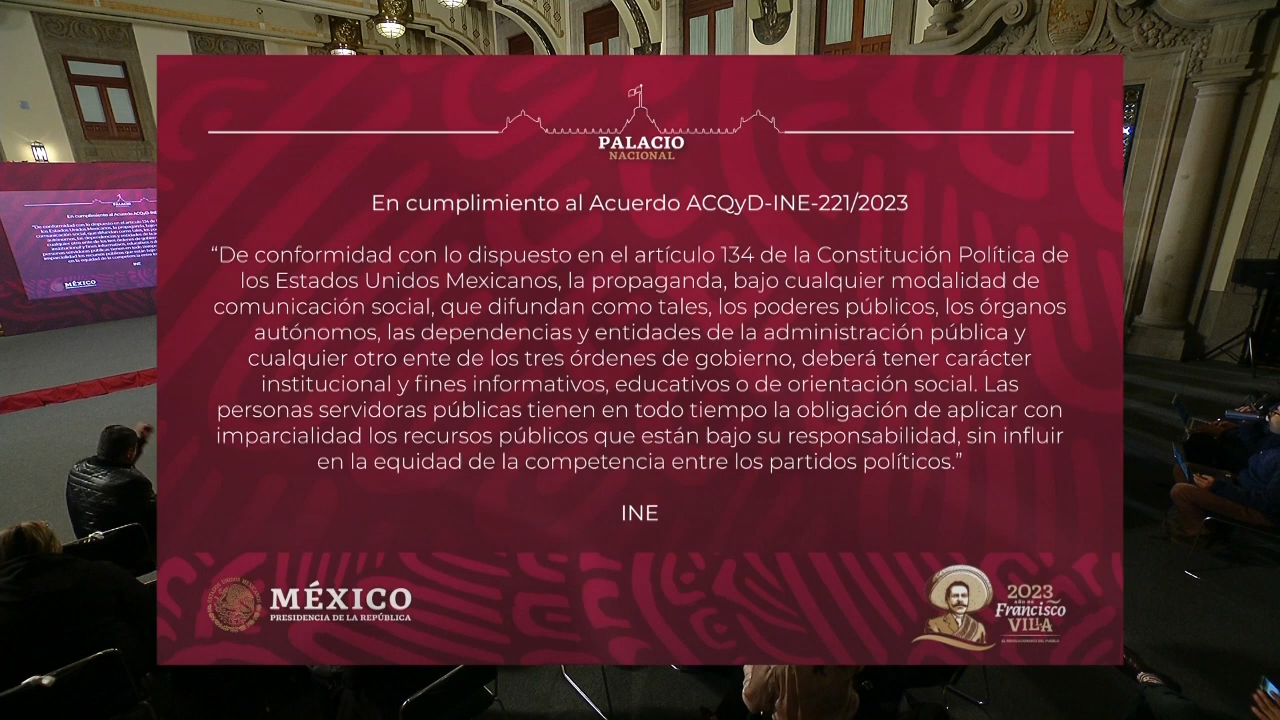 PALACIO
NACIONAL
En cumplimiento al Acuerdo ACQyD-INE-221/2023
“De conformidad con lo dispuesto en el artículo 134 de la Constitución Política de
los Estados Unidos Mexicanos, la propaganda, bajo cualquier modalidad de
comunicación social, que difundan como tales, los poderes públicos, los órganos
autónomos, las dependencias y entidades de la administración pública y
cualquier otro ente de los tres órdenes de gobierno, deberá tener carácter
institucional y fines informativos, educativos o de orientación social. Las
personas servidoras públicas tienen en todo tiempo la obligación de aplicar con
imparcialidad los recursos públicos que están bajo su responsabilidad, sin influir
en la equidad de la competencia entre los partidos políticos.”
INE
MÉXICO
PRESIDENCIA DE LA REPÚBLICA
2023
AÑO DE
Francisco
VILLA
EL REVOLUCIONARIO DEL PUEBLO